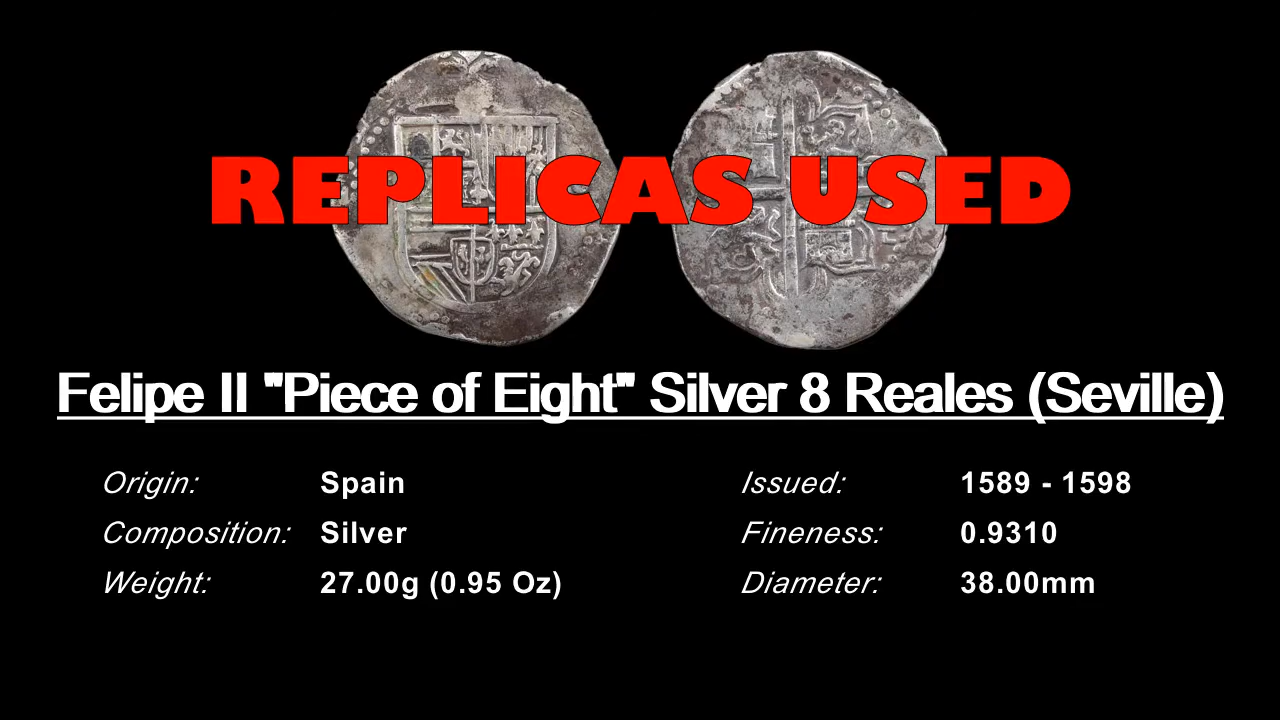 REPLICAS USED
Felipe II "Piece of Eight" Silver 8 Reales (Seville)
Origin: Spain Issued: 1589 - 1598
Composition: Silver Fineness: 0.9310
Weight: 27.00g (0.95 Oz) Diameter: 38.00mm